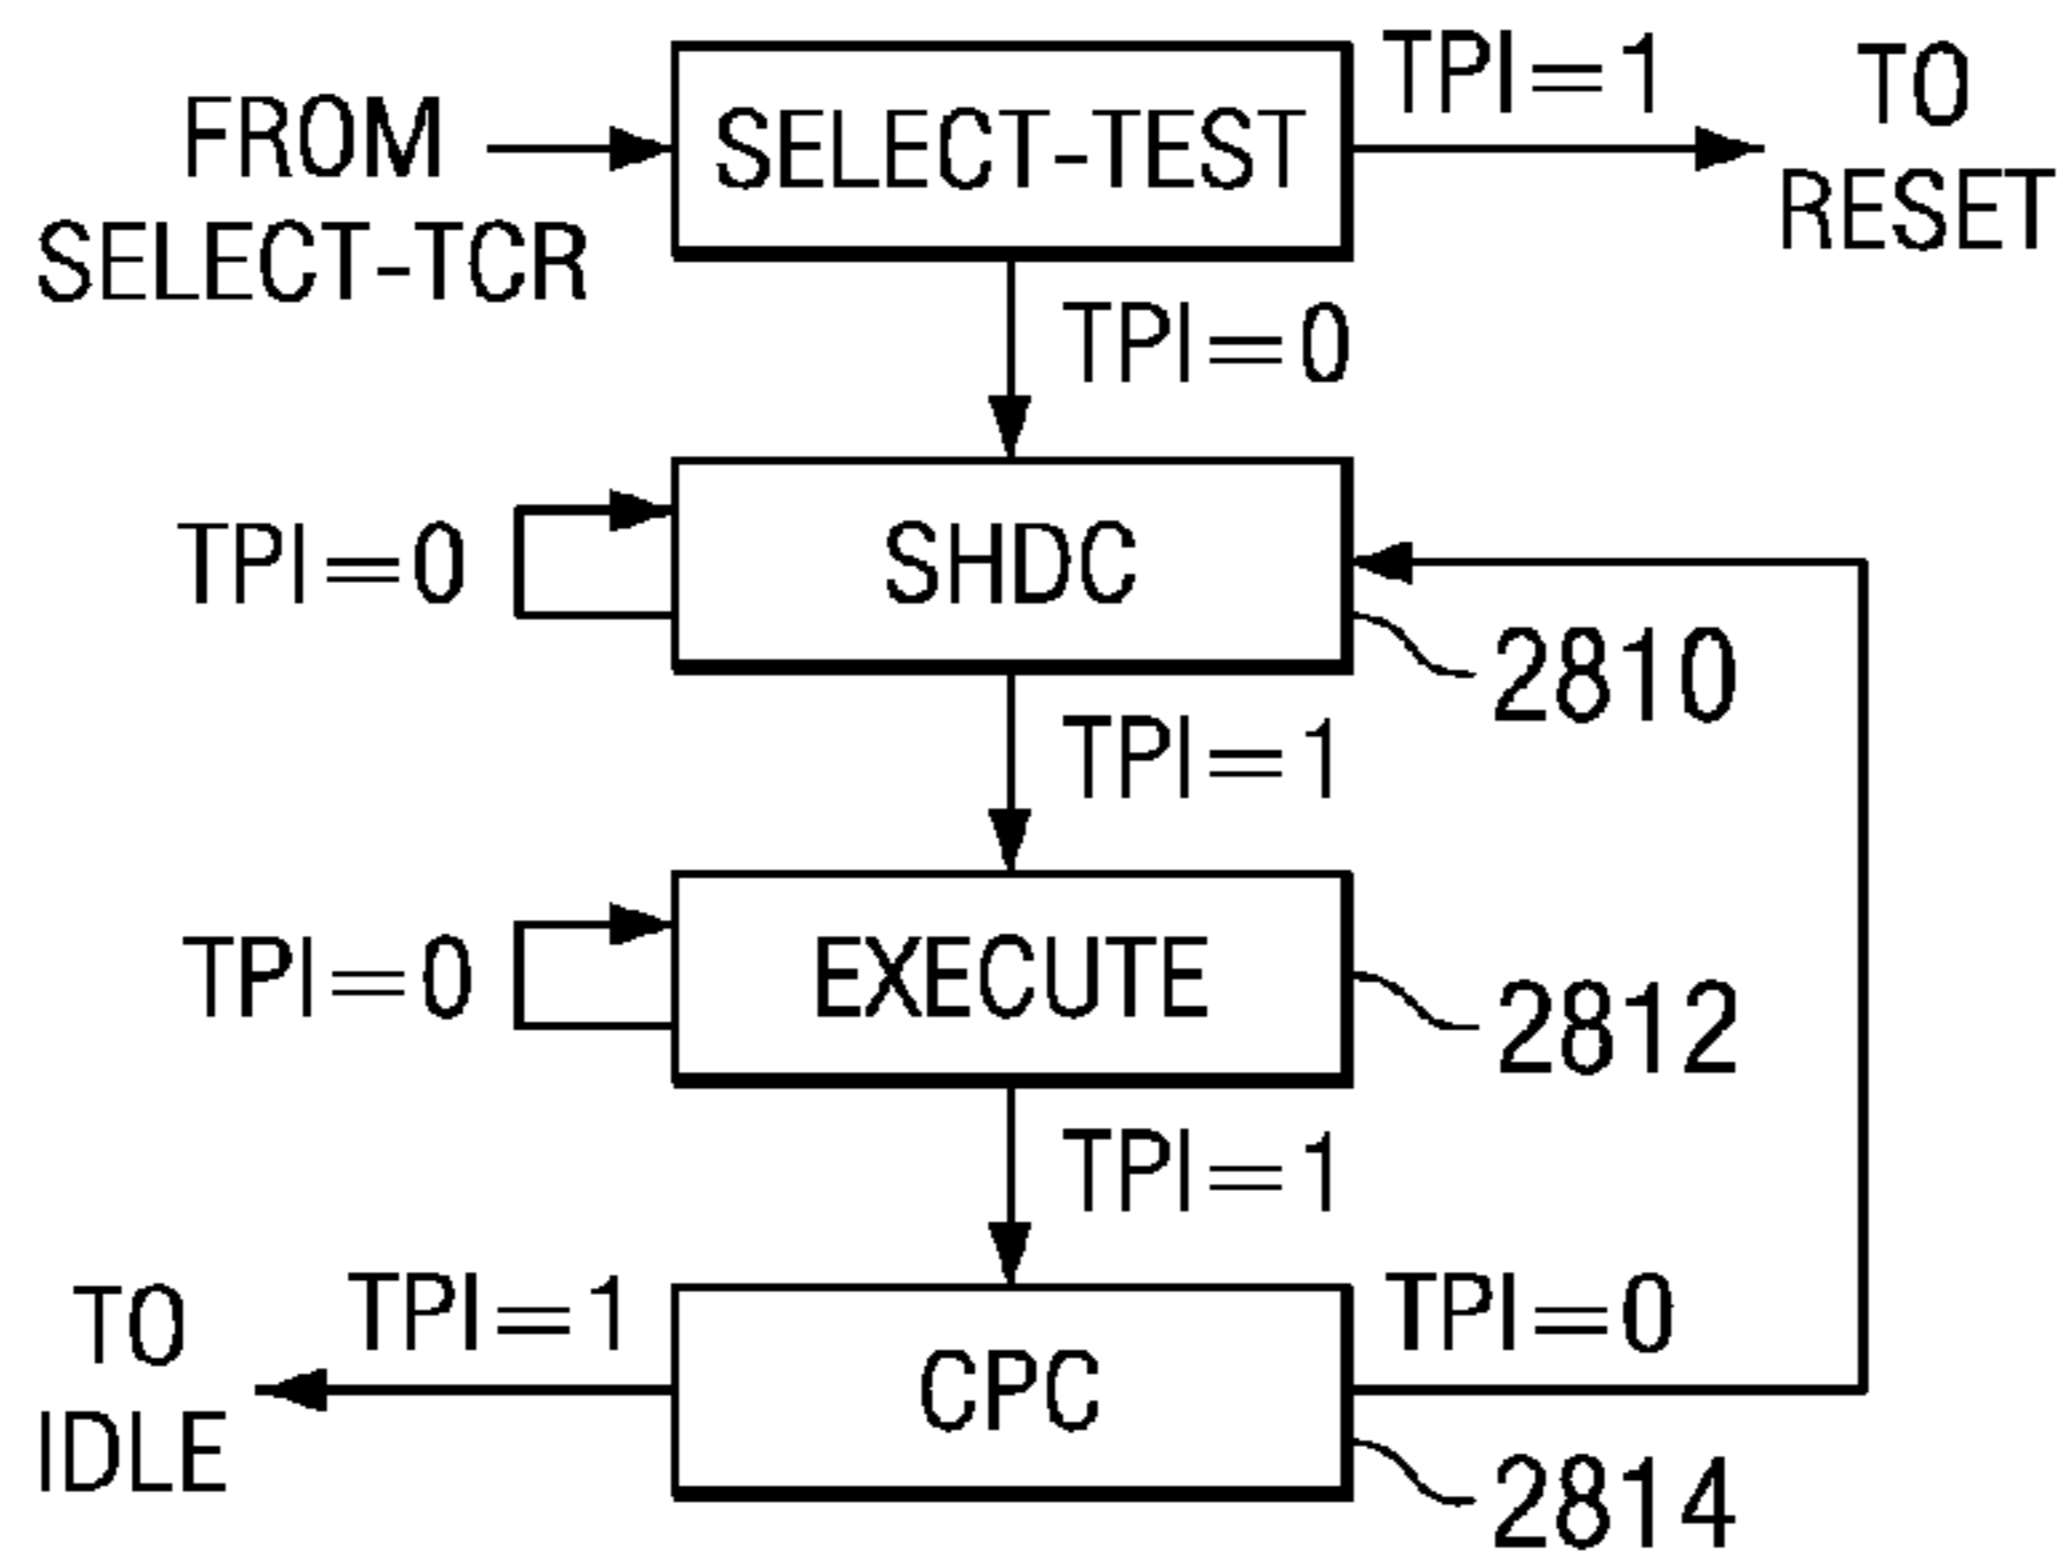 FROM
SELECT-TCR
SELECT-TEST
TPI=1
TO
RESET
TPI=0
TPI=0
SHDC
2810
TPI=1
TPI=0
EXECUTE
2812
TPI=1
TO
IDLE
TPI=1
CPC
TPI=0
2814